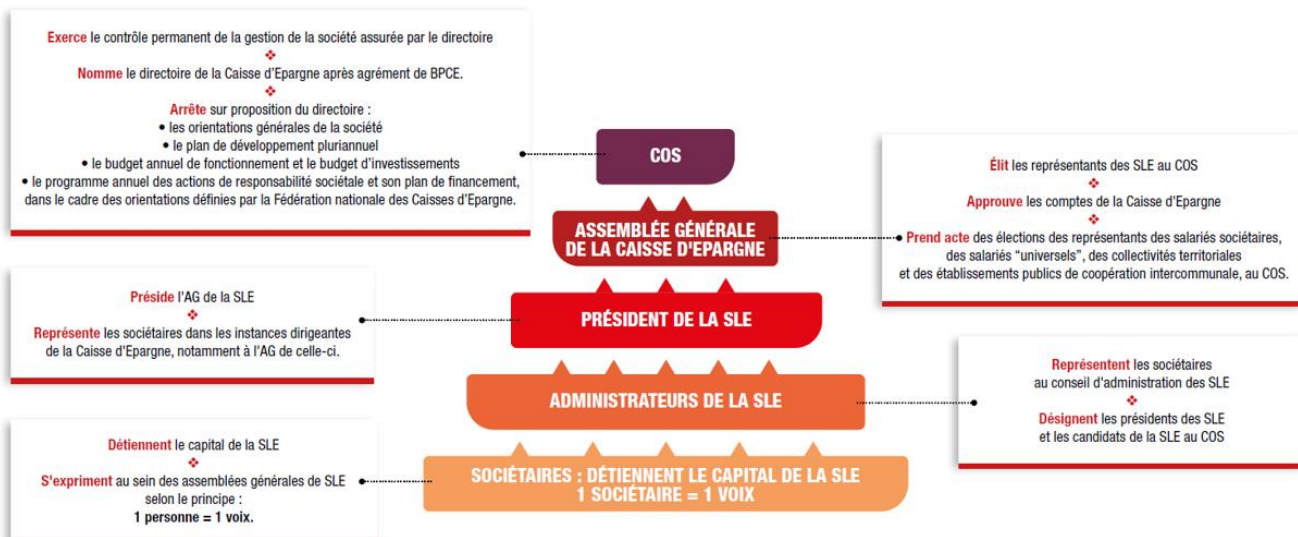 Exerce le contrôle permanent de la gestion de la société assurée par le directoire
Nomme le directoire de la Caisse d'Epargne après agrément de BPCE.
Arrête sur proposition du directoire :
• les orientations générales de la société
• le plan de développement pluriannuel
• le budget annuel de fonctionnement et le budget d'investissements
• le programme annuel des actions de responsabilité sociétale et son plan de financement,
dans le cadre des orientations définies par la Fédération nationale des Caisses d'Epargne.
COS
Élit les représentants des SLE au COS
Approuve les comptes de la Caisse d'Epargne
Prend acte des élections des représentants des salariés sociétaires,
des salariés "universels", des collectivités territoriales
et des établissements publics de coopération intercommunale, au COS.
ASSEMBLÉE GÉNÉRALE
DE LA CAISSE D'EPARGNE
Préside l'AG de la SLE
Représente les sociétaires dans les instances dirigeantes
de la Caisse d'Epargne, notamment à l'AG de celle-ci.
PRÉSIDENT DE LA SLE
Représentent les sociétaires
au conseil d'administration des SLE
Désignent les présidents des SLE
et les candidats de la SLE au COS
ADMINISTRATEURS DE LA SLE
Détiennent le capital de la SLE
S'expriment au sein des assemblées générales de SLE
selon le principe :
1 personne = 1 voix.
SOCIÉTAIRES : DÉTIENNENT LE CAPITAL DE LA SLE
1 SOCIÉTAIRE = 1 VOIX